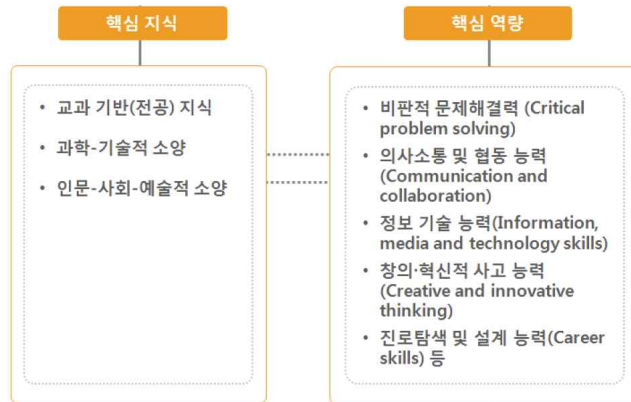 핵심 지식
• 교과 기반(전공) 지식
• 과학-기술적 소양
• 인문-사회-예술적 소양
핵심 역량
• 비판적 문제해결력 (Critical
problem solving)
• 의사소통 및 협동 능력
(Communication and
collaboration)
• 정보 기술 능력(Information,
media and technology skills)
• 창의·혁신적 사고 능력
(Creative and innovative
thinking)
• 진로탐색 및 설계 능력(Career
skills) 등